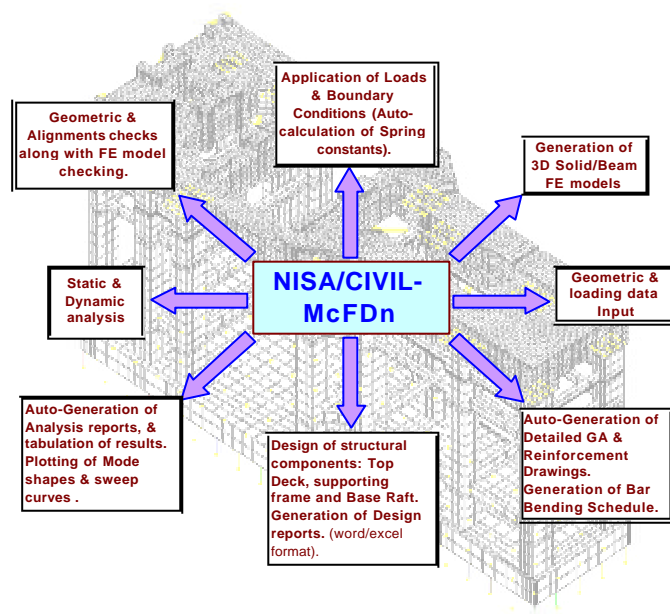 Application of Loads
& Boundary
Conditions (Auto-
calculation of Spring
constants).
Geometric &
Alignments checks
along with FE model
checking.
Generation of
3D Solid/Beam
FE models
Static &
Dynamic
analysis
NISA/CIVIL-
McFDn
Geometric &
loading data
Input
Auto-Generation of
Analysis reports, &
tabulation of results.
Plotting of Mode
shapes & sweep
curves .
Design of structural
components: Top
Deck, supporting
frame and Base Raft.
Generation of Design
reports. (word/excel
format).
Auto-Generation of
Detailed GA &
Reinforcement
Drawings.
Generation of Bar
Bending Schedule.